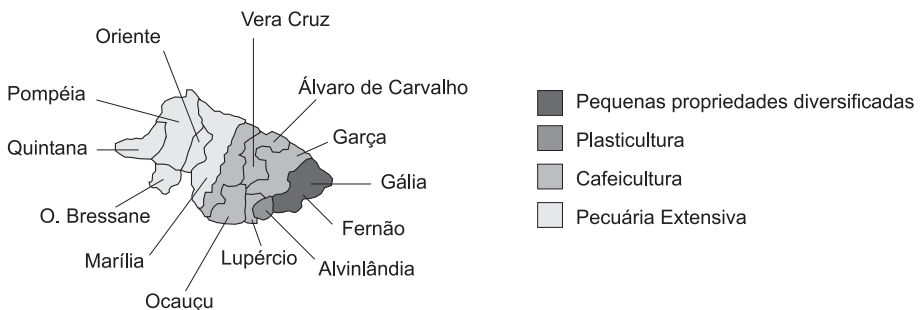 Vera Cruz
Oriente
Álvaro de Carvalho
Pompéia
Garça
Quintana
Gália
O. Bressane
Fernão
Marília
Lupércio
Alvinlândia
Ocauçu
Pequenas propriedades diversificadas
Plasticultura
Cafeicultura
Pecuária Extensiva